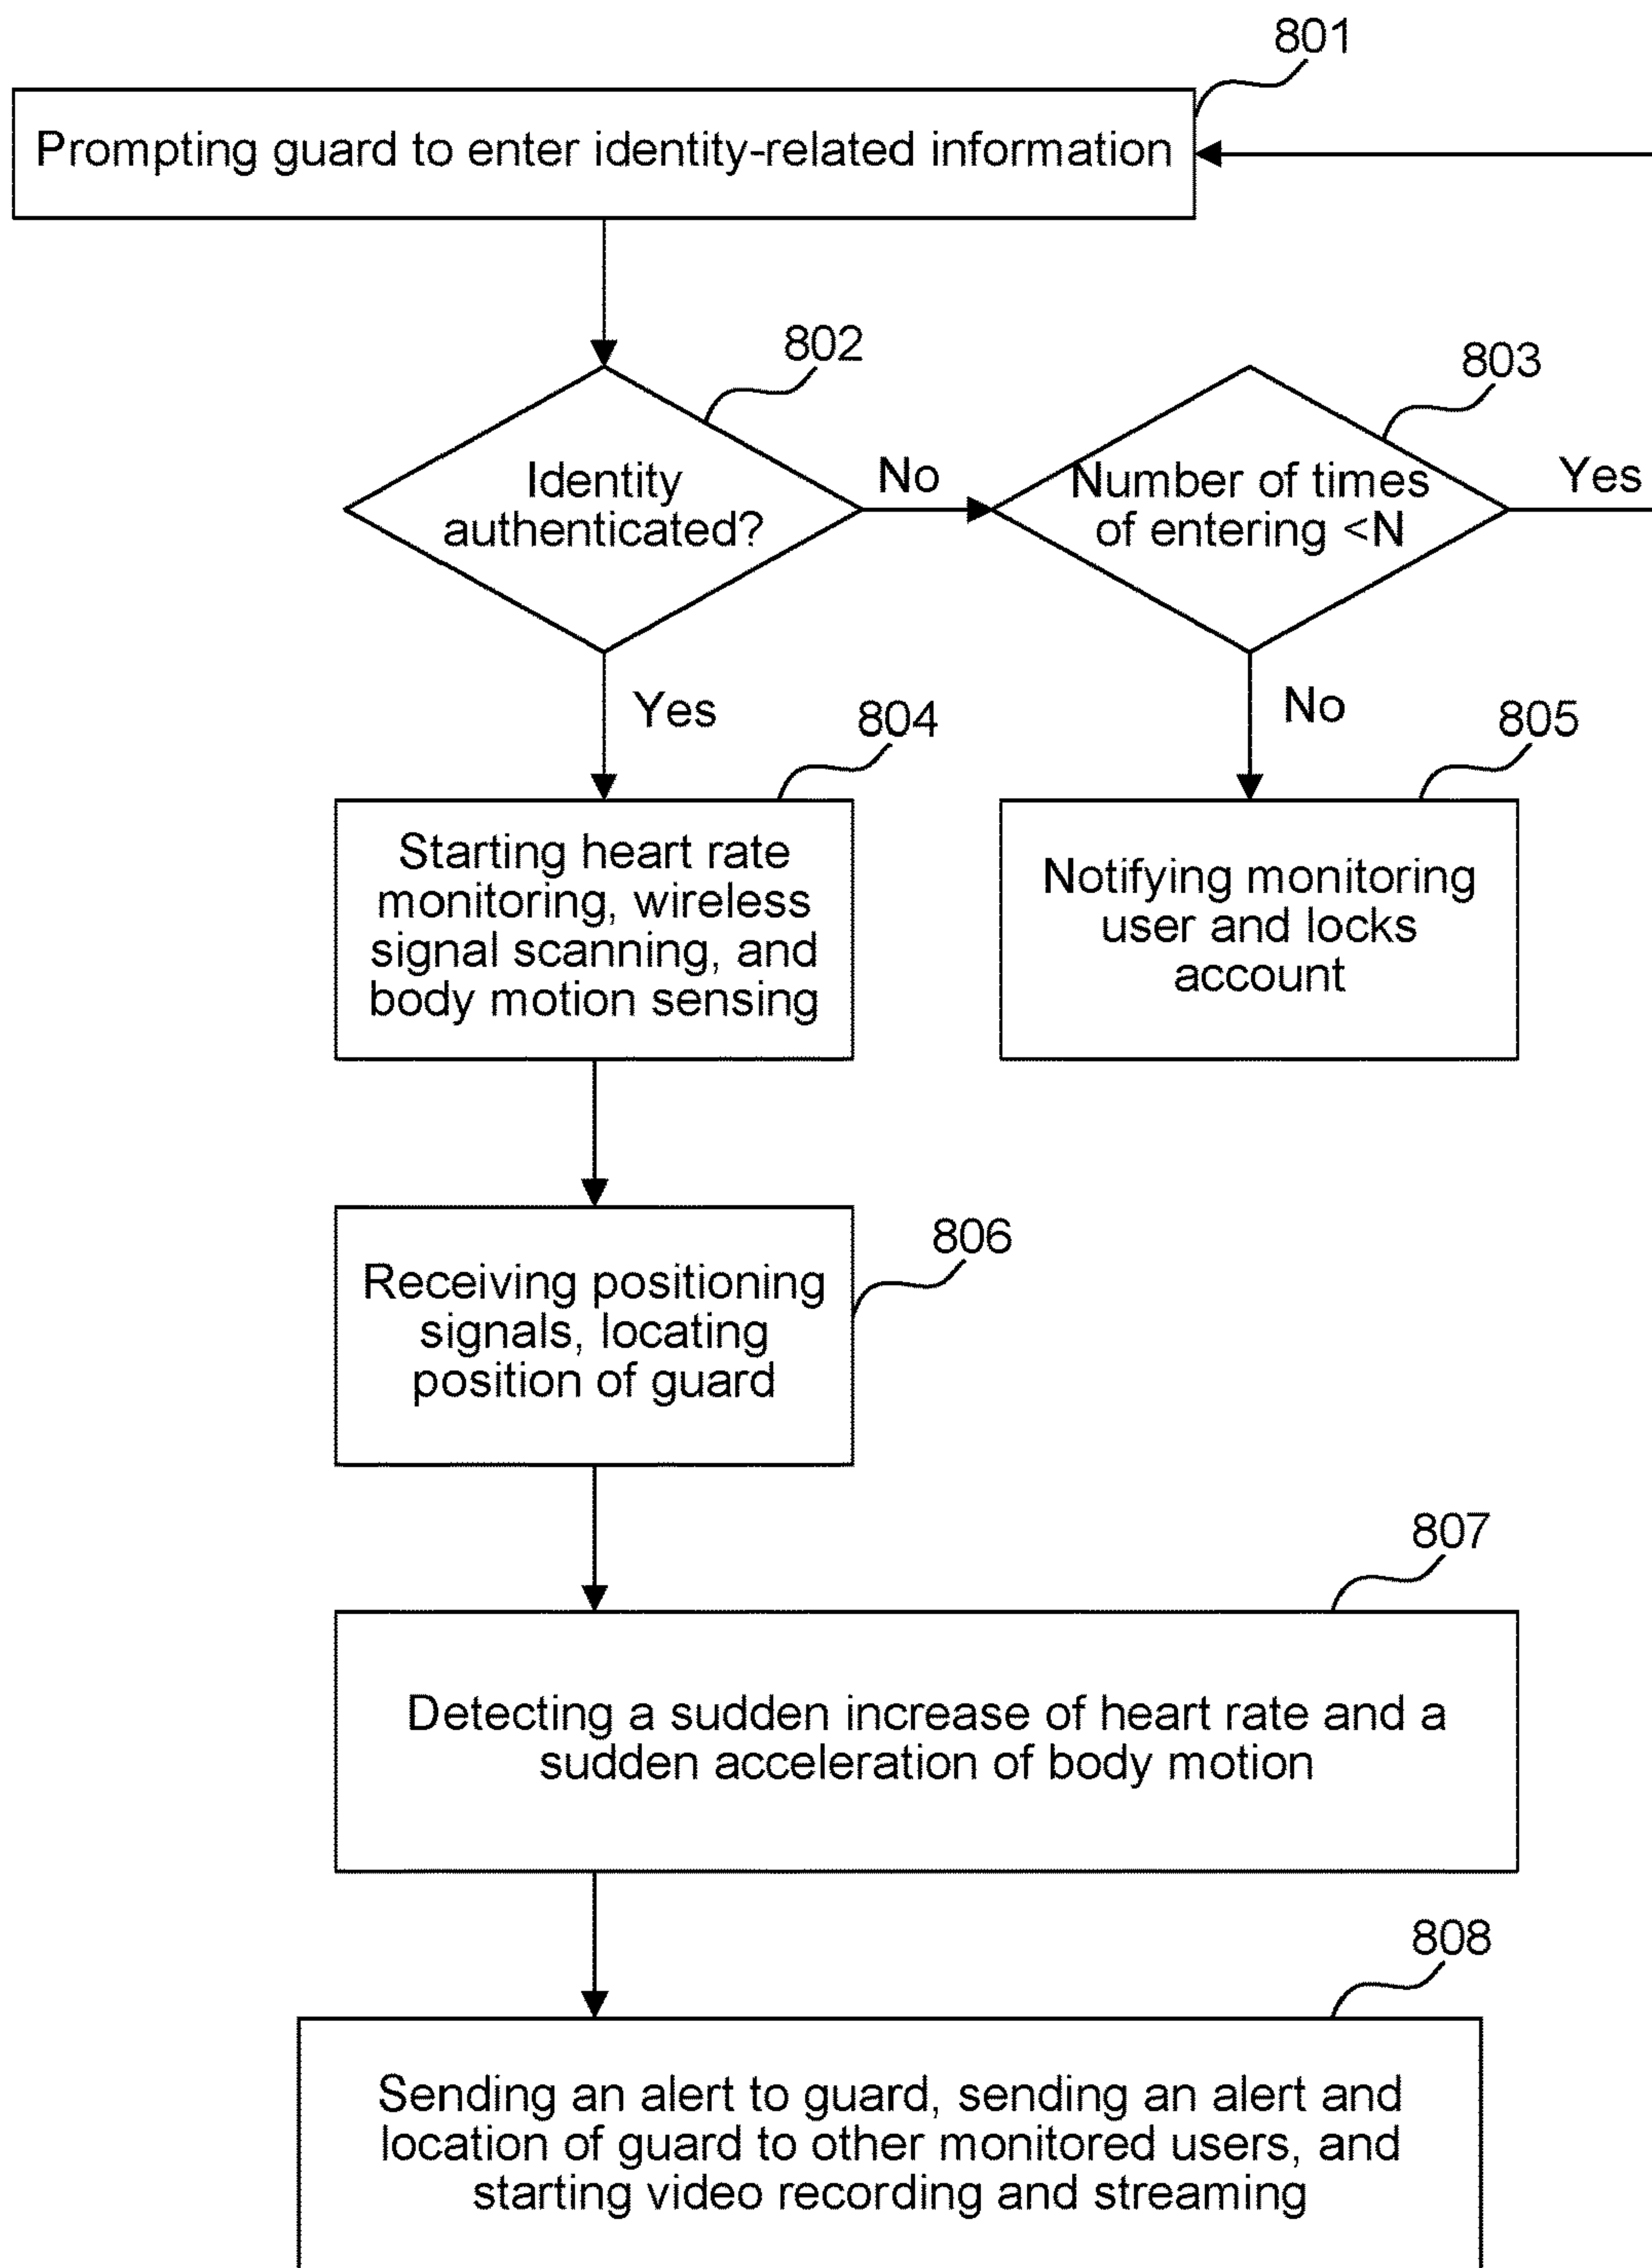 801
Prompting guard to enter identity-related information
802
803
Identity
authenticated?
No
Number of times
of entering <N
Yes
Yes
804
No
805
Starting heart rate
monitoring, wireless
signal scanning, and
body motion sensing
Notifying monitoring
user and locks
account
806
Receiving positioning
signals, locating
position of guard
807
Detecting a sudden increase of heart rate and a
sudden acceleration of body motion
808
Sending an alert to guard, sending an alert and
location of guard to other monitored users, and
starting video recording and streaming